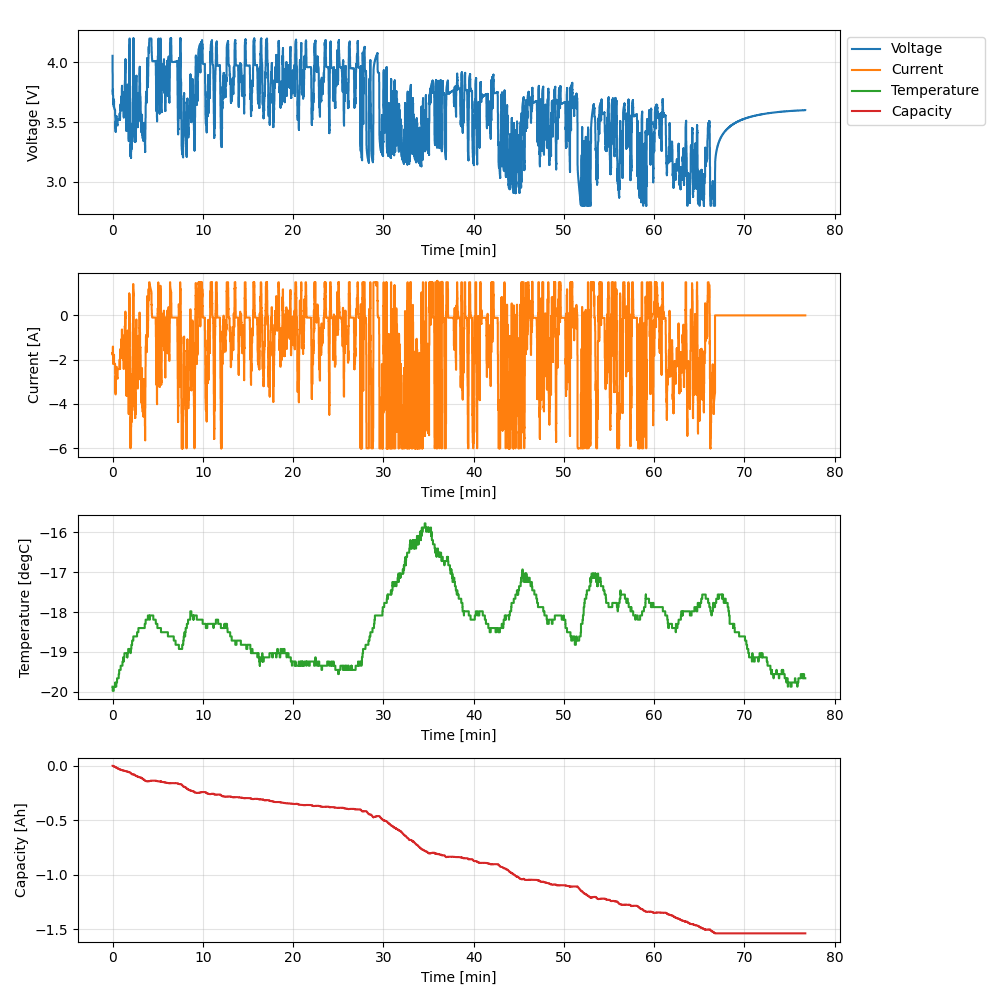 4.0
3.5
3.0
Voltage [V]
0 10 20 30 40 50 60 70 80
Time [min]
Voltage
Current
Temperature
Capacity
0
−2
−4
−6
Current [A]
0 10 20 30 40 50 60 70 80
Time [min]
−16
−17
−18
−19
−20
Temperature [degC]
0 10 20 30 40 50 60 70 80
Time [min]
0.0
−0.5
−1.0
−1.5
Capacity [Ah]
0 10 20 30 40 50 60 70 80
Time [min]